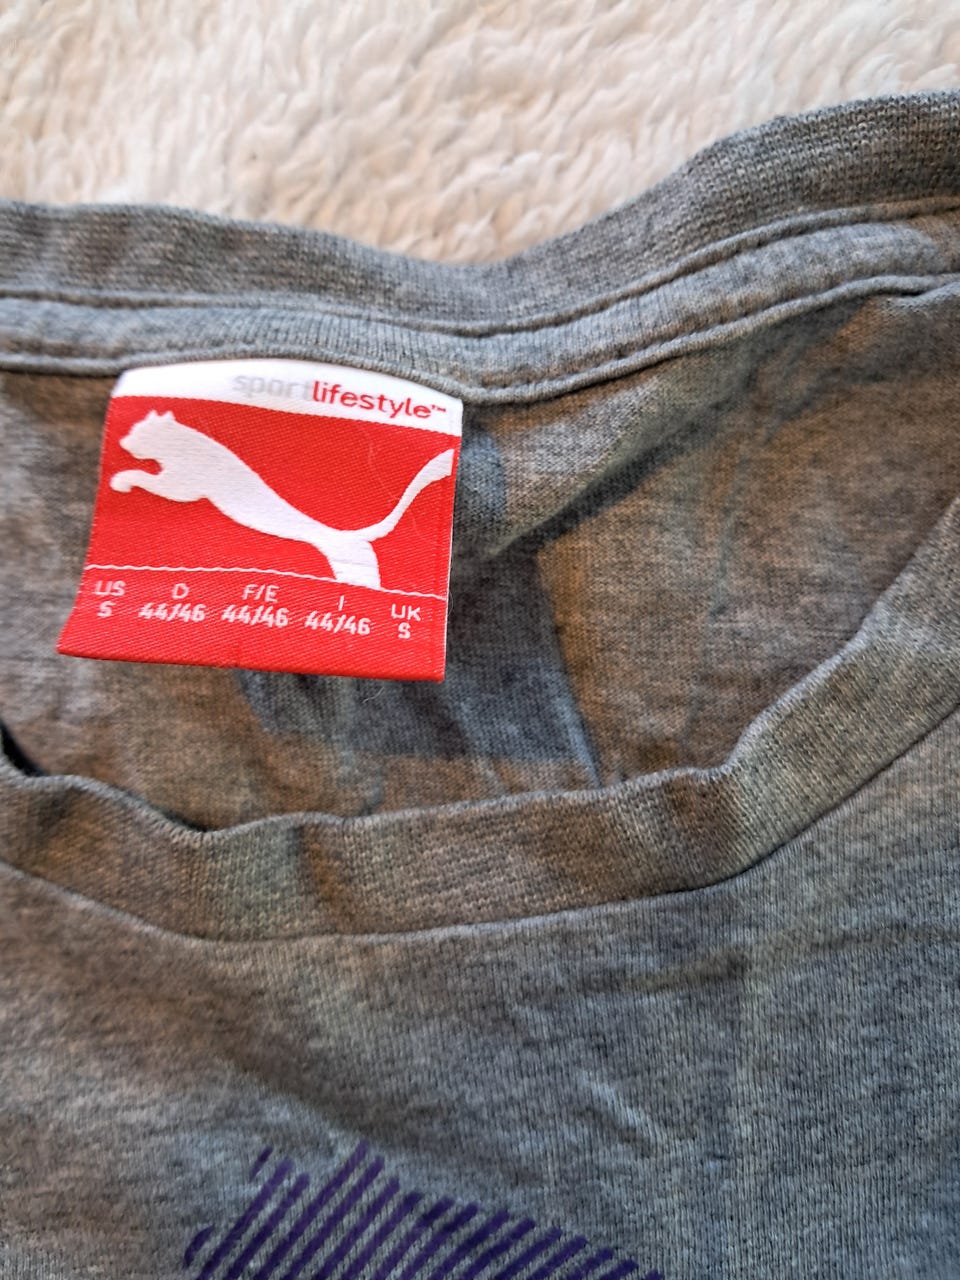 sportlifestyle™
US D F/E I UK
S 44/46 44/46 44/46 S